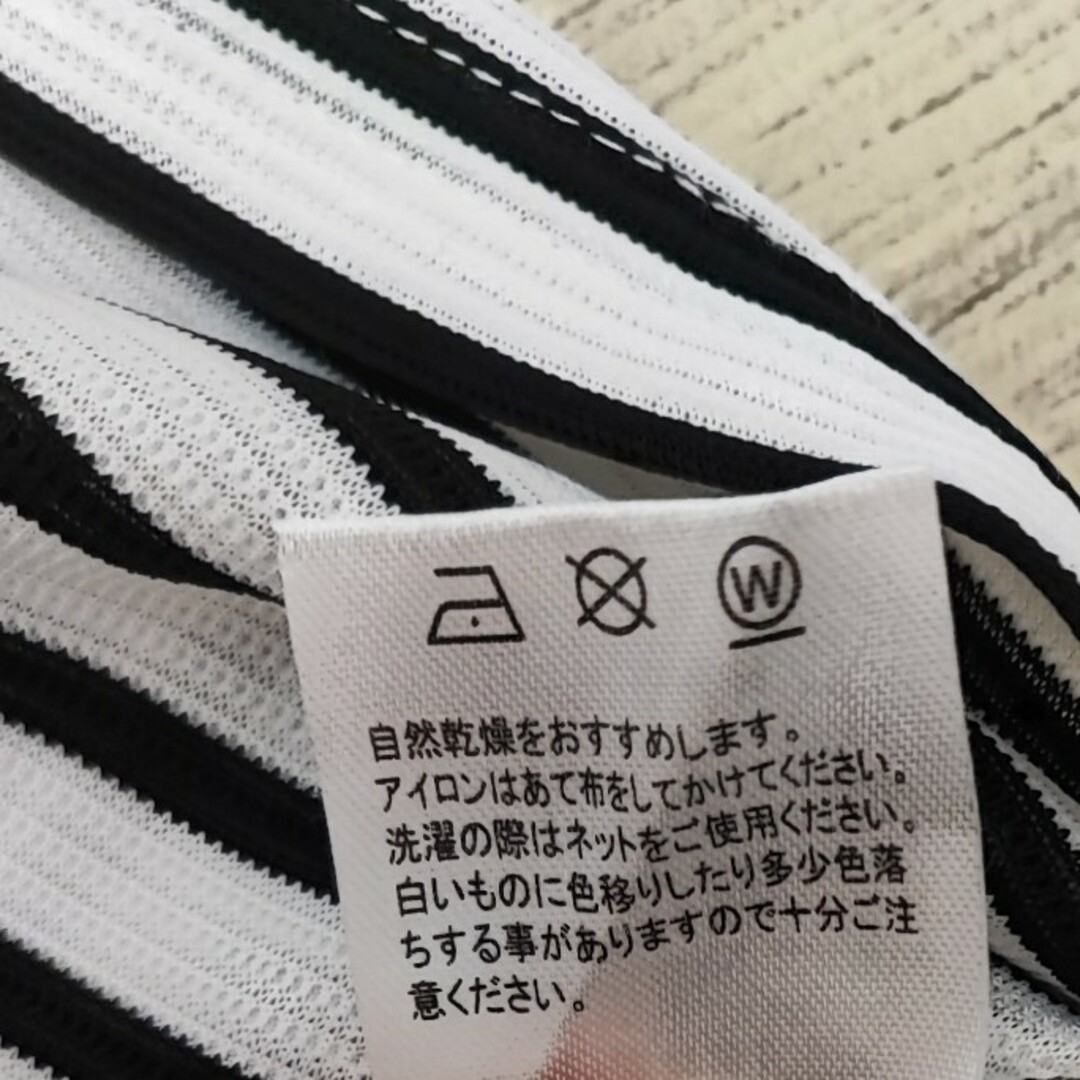 W
自然乾燥をおすすめします。
アイロンはあて布をしてかけてください。
洗濯の際はネットをご使用ください。
白いものに色移りしたり多少色落
ちする事がありますので十分ご注
意ください。